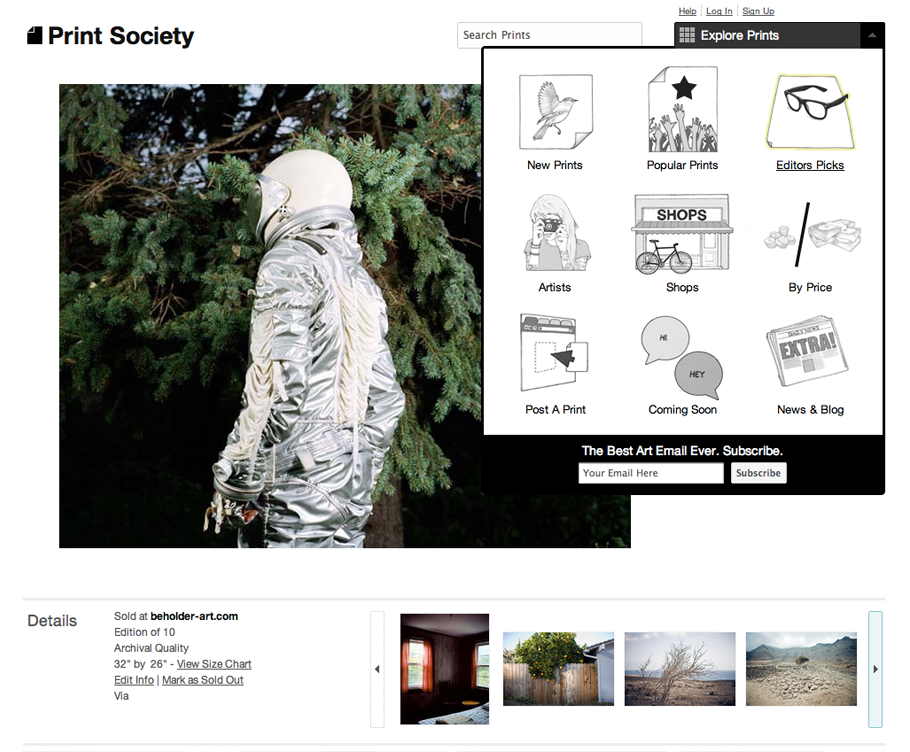 Help | Log In | Sign Up
Print Society
Search Prints
Explore Prints
New Prints
Popular Prints
Editors Picks
SHOPS
Artists
Shops
By Price
HI
HEY
DAILY NEWS
EXTRA!
Post A Print
Coming Soon
News & Blog
The Best Art Email Ever. Subscribe.
Your Email Here
Subscribe
Details
Sold at beholder-art.com
Edition of 10
Archival Quality
32" by 26" - View Size Chart
Edit Info | Mark as Sold Out
Via